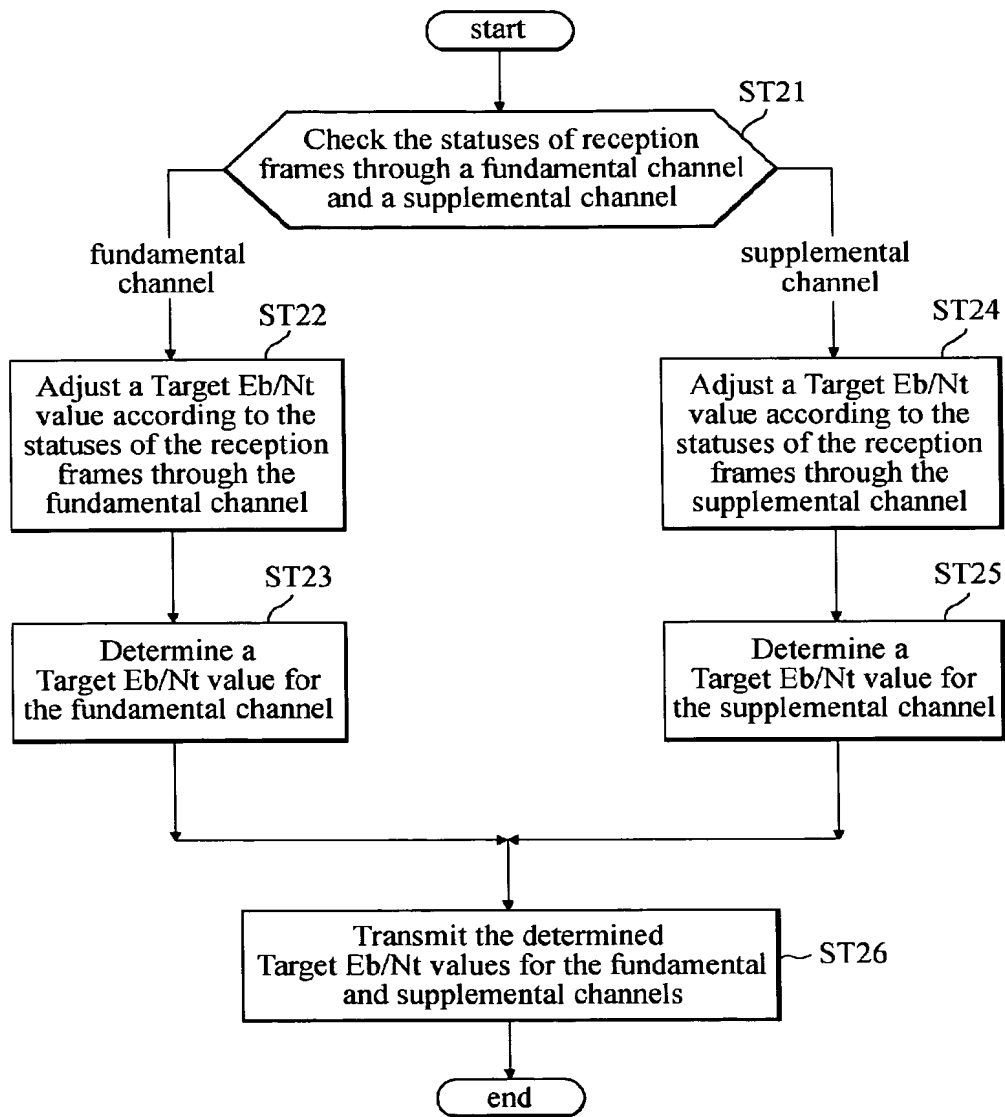 start
ST21
Check the statuses of reception
frames through a fundamental channel
and a supplemental channel
fundamental
channel
supplemental
channel
ST22
Adjust a Target Eb/Nt
value according to the
statuses of the reception
frames through the
fundamental channel
ST24
Adjust a Target Eb/Nt
value according to the
statuses of the reception
frames through the
supplemental channel
ST23
Determine a
Target Eb/Nt value for
the fundamental channel
ST25
Determine a
Target Eb/Nt value for
the supplemental channel
Transmit the determined
Target Eb/Nt values for the fundamental
and supplemental channels
ST26
end